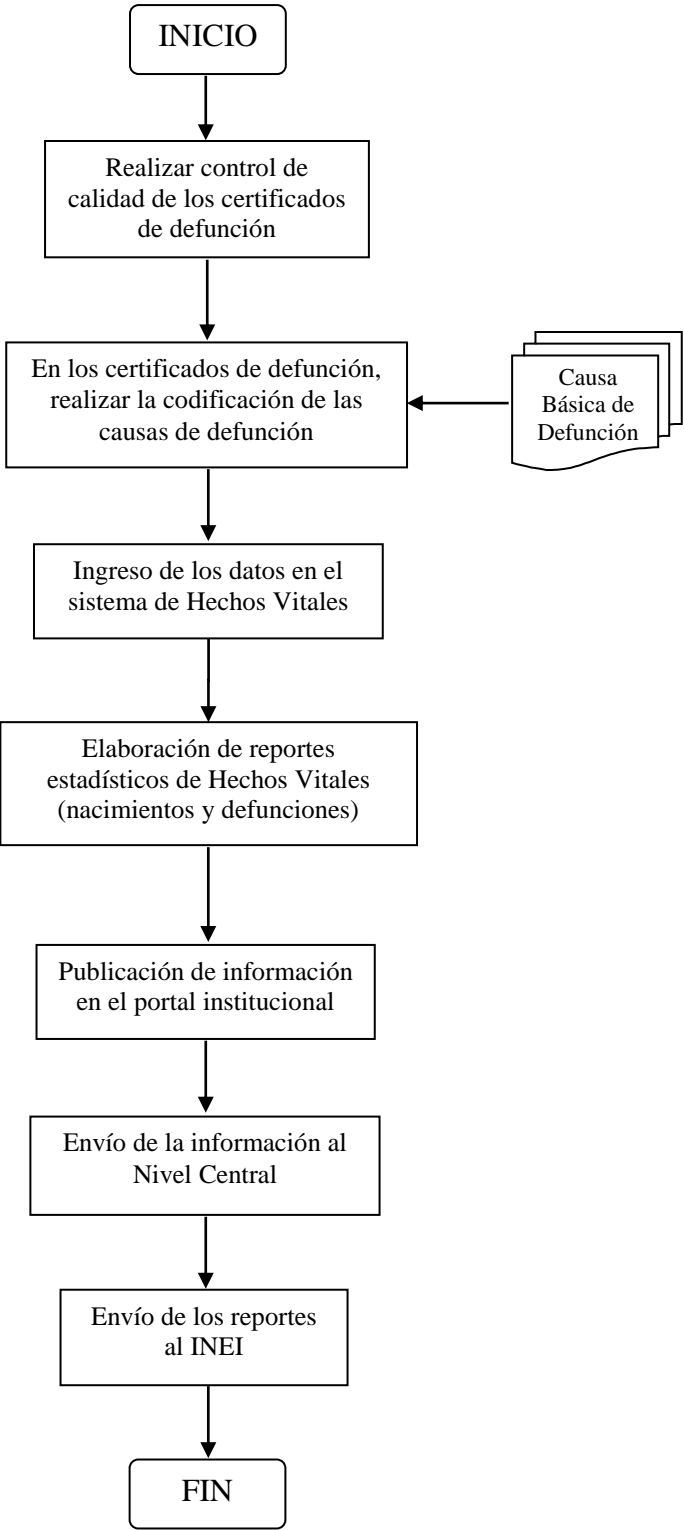 INICIO
Realizar control de
calidad de los certificados
de defunción
En los certificados de defunción,
realizar la codificación de las
causas de defunción
Causa
Básica de
Defunción
Ingreso de los datos en el
sistema de Hechos Vitales
Elaboración de reportes
estadísticos de Hechos Vitales
(nacimientos y defunciones)
Publicación de información
en el portal institucional
Envío de la información al
Nivel Central
Envío de los reportes
al INEI
FIN